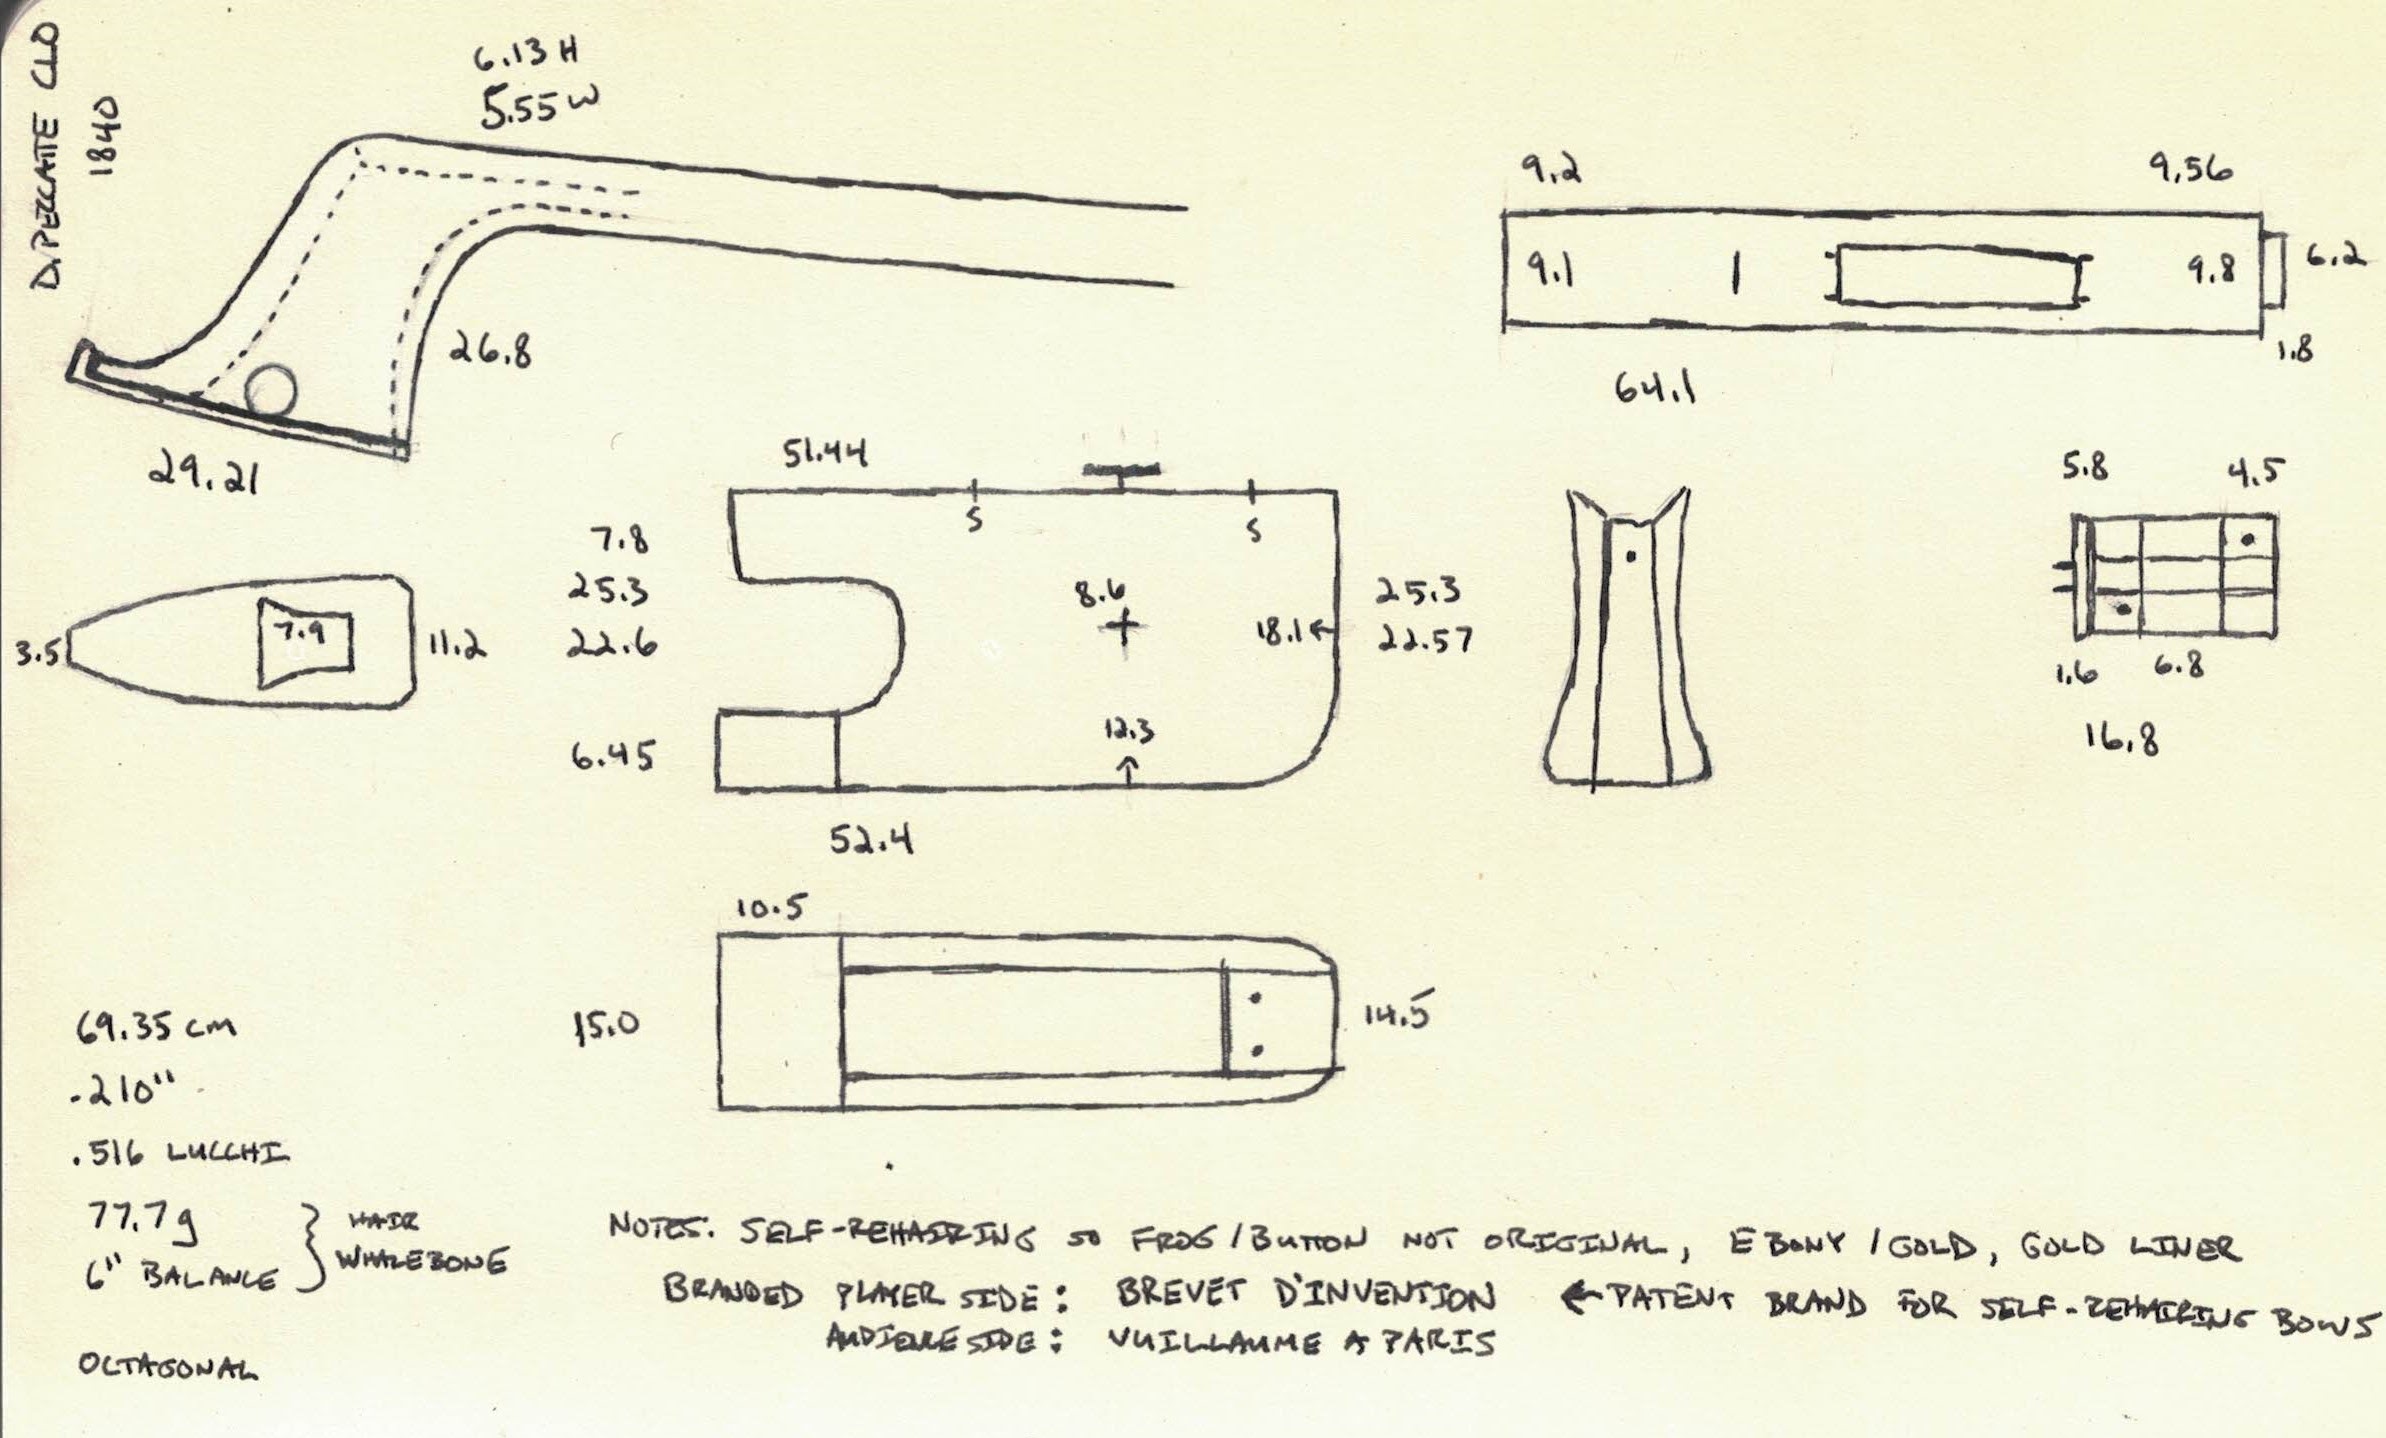 D. PECCATTE CLO
1840
6.13 H
5.55 W
26.8
29.21
9.2
9.56
9.1
9.8
6.2
1.8
64.1
3.5
7.9
11.2
51.44
S
S
7.8
25.3
22.6
8.6
18.1
25.3
22.57
12.3
6.45
52.4
5.8
4.5
1.6
6.8
16.8
10.5
15.0
14.5
69.35 cm
.210"
.516 LUCCHI
77.7g
6" BALANCE
HAIR
WHALEBONE
OCTAGONAL
NOTES: SELF-REHAIRING SO FROG/BUTTON NOT ORIGINAL, EBONY/GOLD, GOLD LINER
BRANDED PLAYER SIDE: BREVET D'INVENTION ← PATENT BRAND FOR SELF-REHAIRING BOWS
AUDIENCE SIDE: VUILLAUME A PARIS